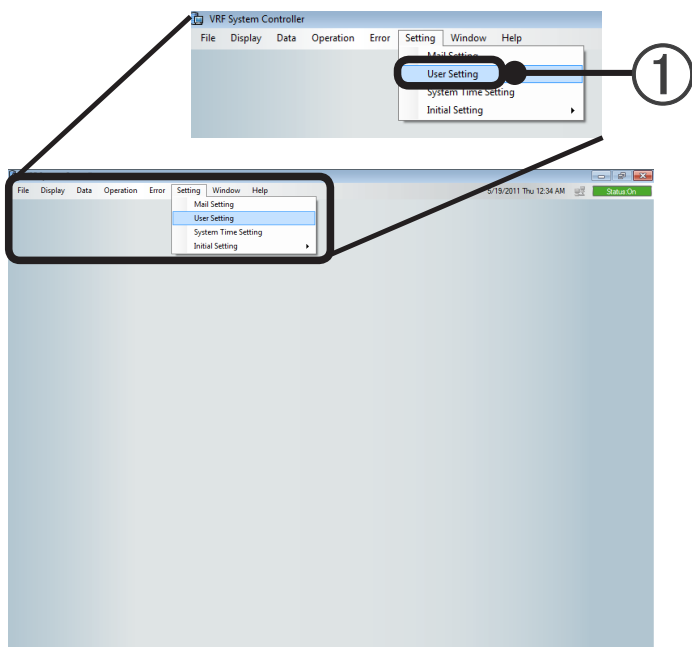 VRF System Controller
File Display Data Operation Error Setting Window Help
Mail Setting
User Setting
System Time Setting
Initial Setting
1
File Display Data Operation Error Setting Window Help 5/19/2011 Thu 12:34 AM Status On
Mail Setting
User Setting
System Time Setting
Initial Setting